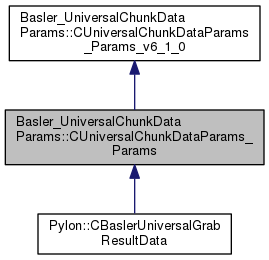 Basler_UniversalChunkData
Params::CUniversalChunkDataParams
_Params_v6_1_0
Basler_UniversalChunkData
Params::CUniversalChunkDataParams_
Params
Pylon::CBaslerUniversalGrab
ResultData